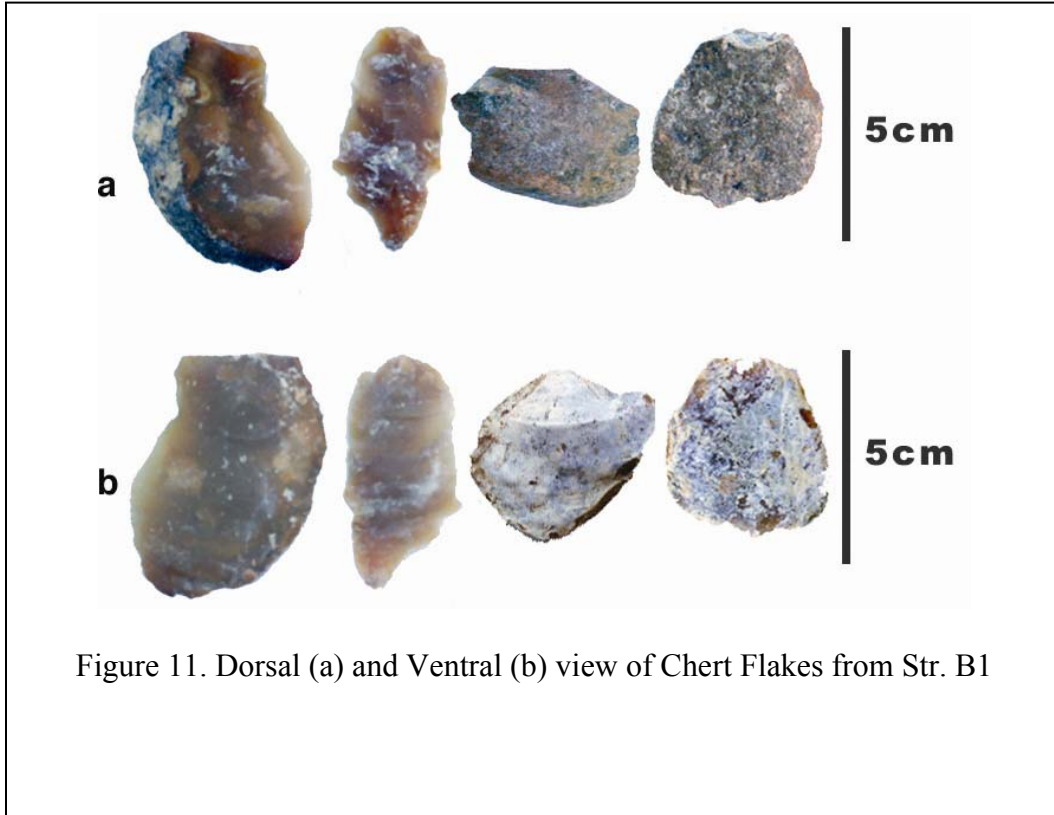 5cm
a
5cm
b
Figure 11. Dorsal (a) and Ventral (b) view of Chert Flakes from Str. B1